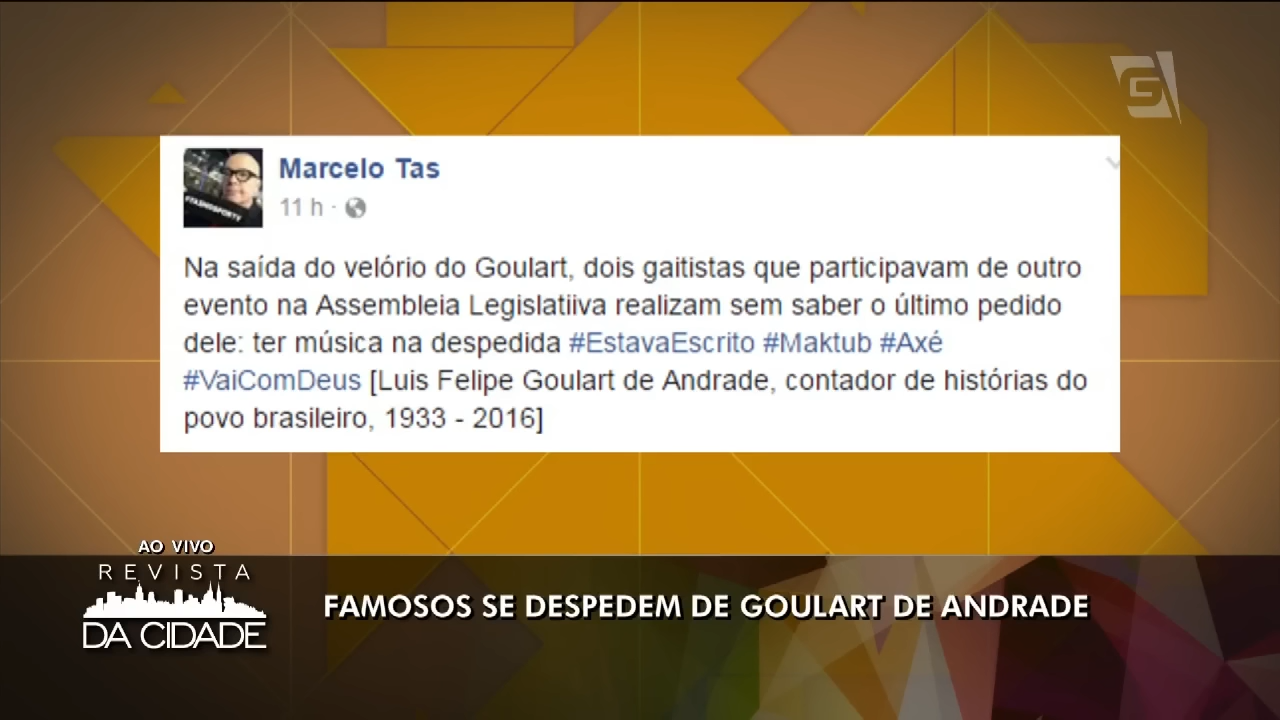 Marcelo Tas
11 h ·
Na saída do velório do Goulart, dois gaitistas que participavam de outro
evento na Assembleia Legislatiiva realizam sem saber o último pedido
dele: ter música na despedida #EstavaEscrito #Maktub #Axé
#VaiComDeus [Luis Felipe Goulart de Andrade, contador de histórias do
povo brasileiro, 1933 - 2016]
AO VIVO
REVISTA
DA CIDADE
FAMOSOS SE DESPEDEM DE GOULART DE ANDRADE